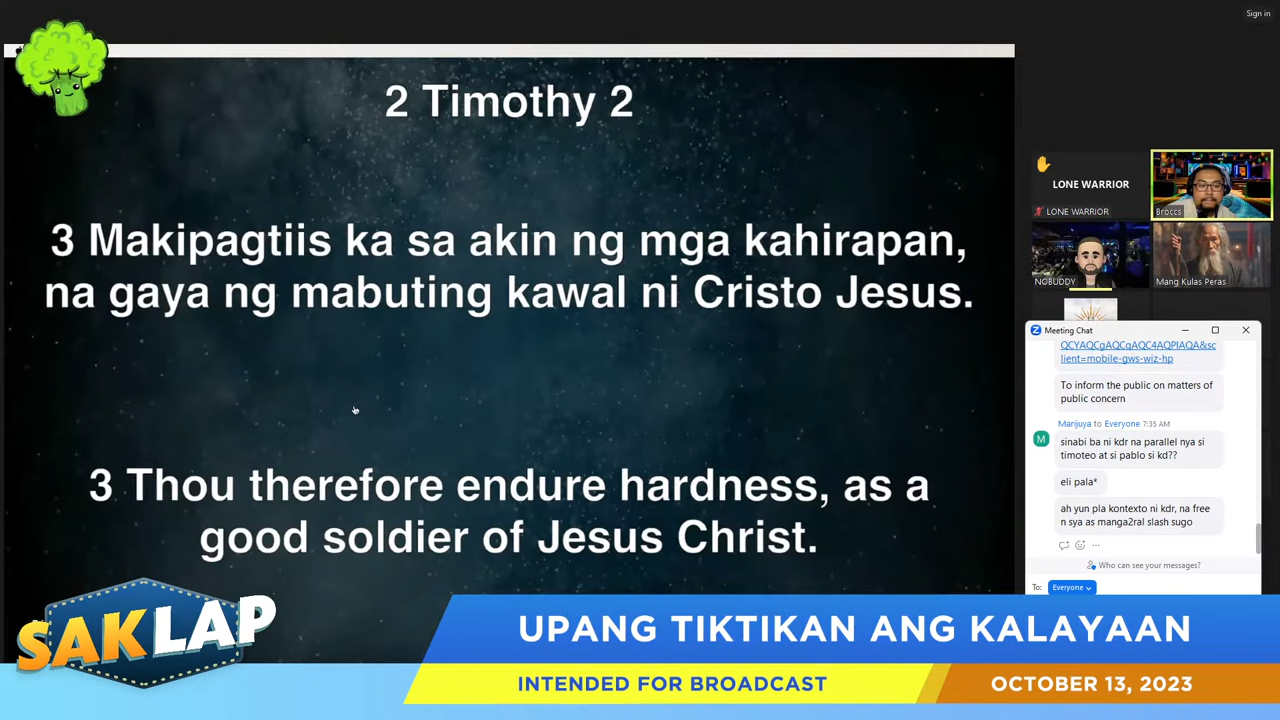 Sign in
2 Timothy 2
3 Makipagtiis ka sa akin ng mga kahirapan,
na gaya ng mabuting kawal ni Cristo Jesus.
3 Thou therefore endure hardness, as a
good soldier of Jesus Christ.
LONE WARRIOR
LONE WARRIOR
Broccs
NOBUDDY
Mang Kulas Peras
Meeting Chat
QCYAQCgAQCqAQC4AQPIAQA&sc
lient=mobile-gws-wiz-hp
To inform the public on matters of
public concern
Marijuya to Everyone 7:35 AM
M
sinabi ba ni kdr na parallel nya si
timoteo at si pablo si kd??
eli pala*
ah yun pla kontexto ni kdr, na free
n sya as manga2ral slash sugo
Who can see your messages?
To: Everyone
SAKLAP
UPANG TIKTIKAN ANG KALAYAAN
INTENDED FOR BROADCAST
OCTOBER 13, 2023